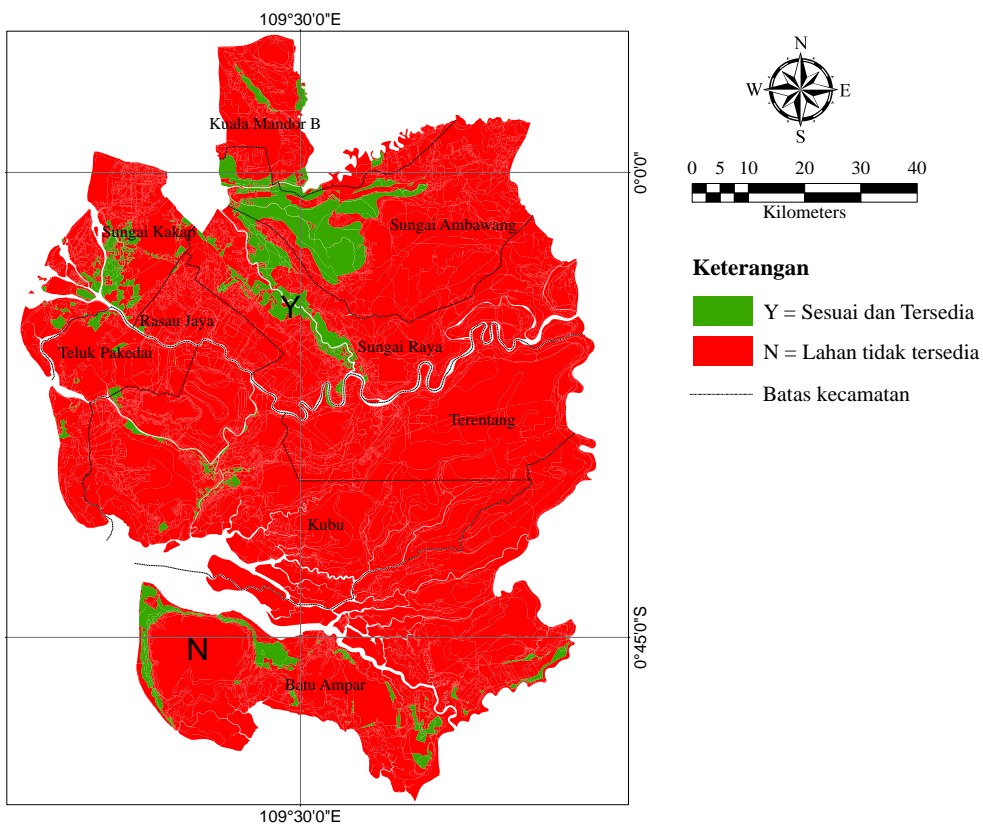 109°30'0"E
N
W E
S
Kuala Mandor B
0°0'0"
0 5 10 20 30 40
Kilometers
Sungai Kakap
Sungai Ambawang
Keterangan
Y = Sesuai dan Tersedia
N = Lahan tidak tersedia
Batas kecamatan
Y
Rasau Jaya
Teluk Pakedai
Sungai Raya
Terentang
Kubu
0°45'0"S
N
Batu Ampar
109°30'0"E